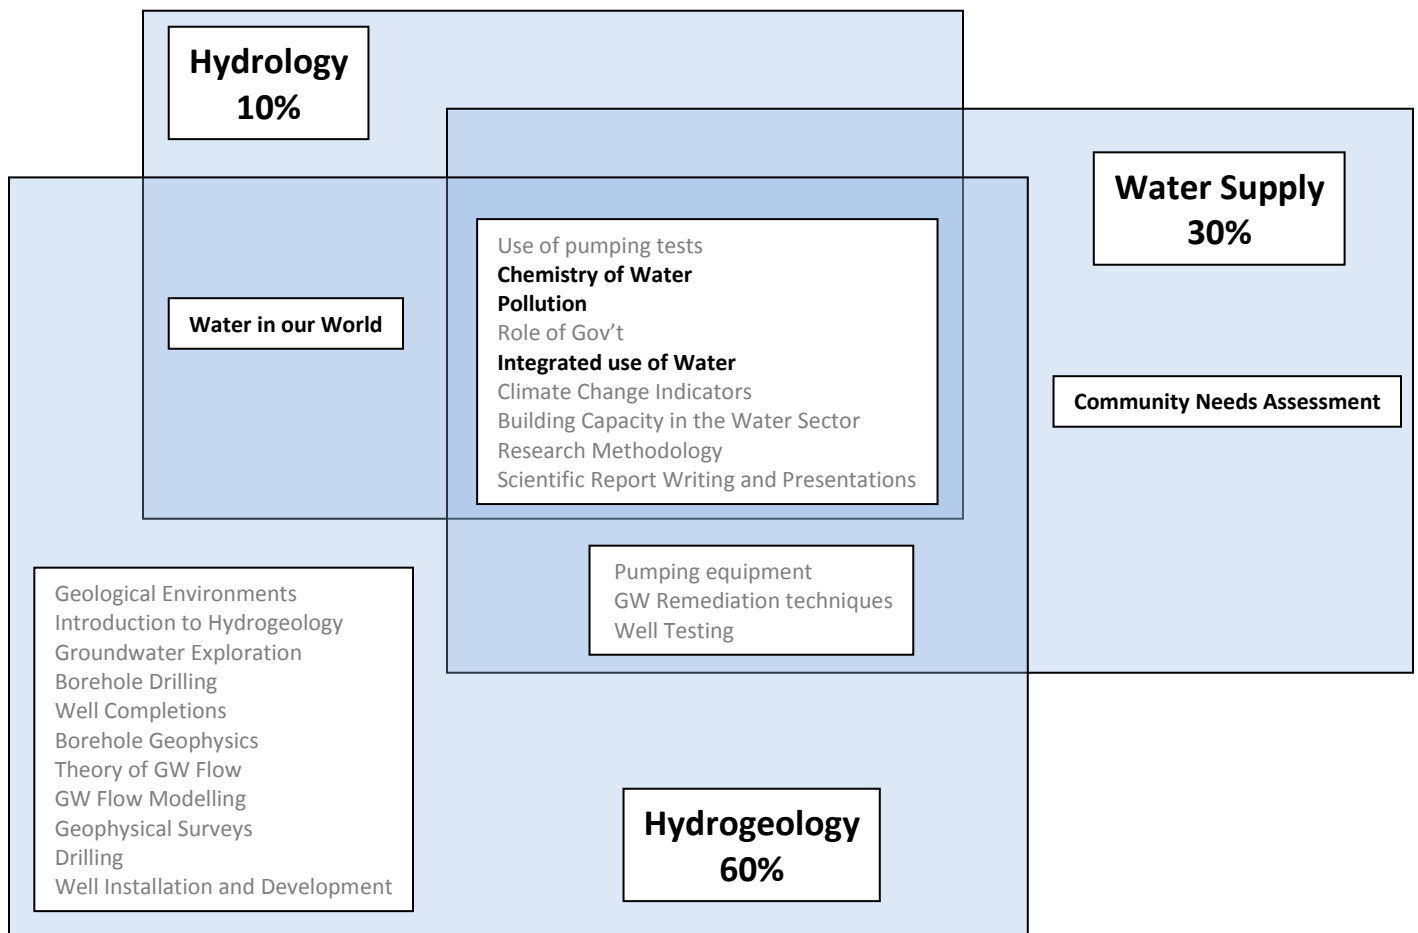 Hydrology
10%
Water Supply
30%
Use of pumping tests
Chemistry of Water
Pollution
Role of Gov’t
Integrated use of Water
Climate Change Indicators
Building Capacity in the Water Sector
Research Methodology
Scientific Report Writing and Presentations
Water in our World
Community Needs Assessment
Pumping equipment
GW Remediation techniques
Well Testing
Geological Environments
Introduction to Hydrogeology
Groundwater Exploration
Borehole Drilling
Well Completions
Borehole Geophysics
Theory of GW Flow
GW Flow Modelling
Geophysical Surveys
Drilling
Well Installation and Development
Hydrogeology
60%